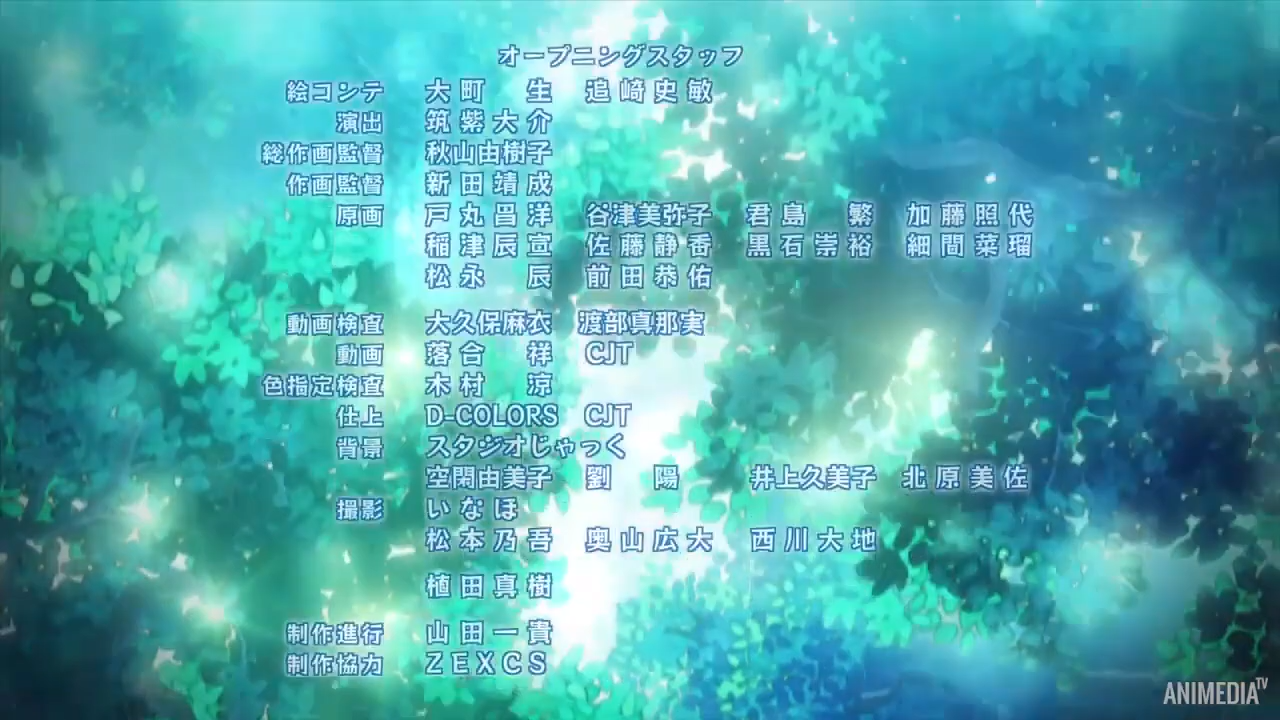 オープニングスタッフ
絵コンテ 大町 生 追崎史敏
演出 筑紫大介
総作画監督 秋山由樹子
作画監督 新田靖成
原画 戸丸昌洋 谷津美弥子 君島 繁 加藤照代
稲津辰宣 佐藤静香 黒石崇裕 細間菜瑠
松永 辰 前田恭佑
動画検査 大久保麻衣 渡部真那実
動画 落合 祥 CJT
色指定検査 木村 涼
仕上 D-COLORS CJT
背景 スタジオじゃっく
空閑由美子 劉 陽 井上久美子 北原美佐
撮影 いなほ
松本乃吾 奥山広大 西川大地
植田真樹
制作進行 山田一貴
制作協力 ZEXCS
ANIMEDIA TV